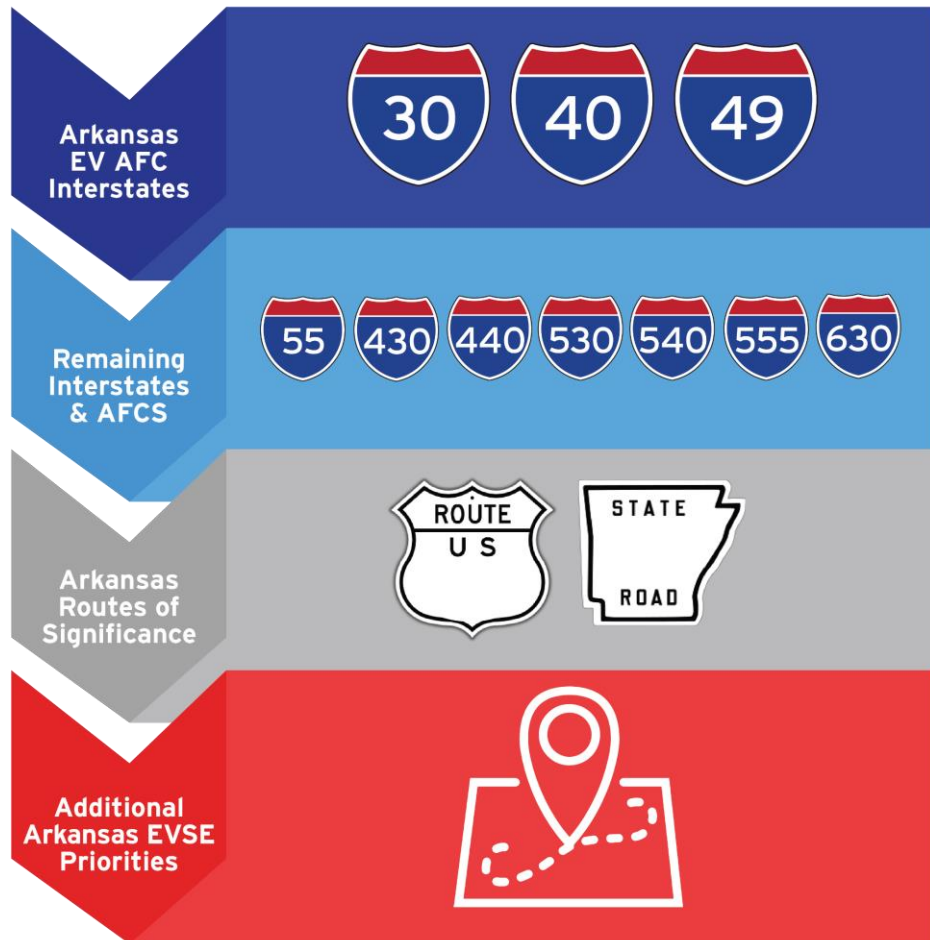 Arkansas
EV AFC
Interstates
30 40 49
Remaining
Interstates
& AFCS
55 430 440 530 540 555 630
Arkansas
Routes of
Significance
ROUTE
U S
STATE
ROAD
Additional
Arkansas EVSE
Priorities